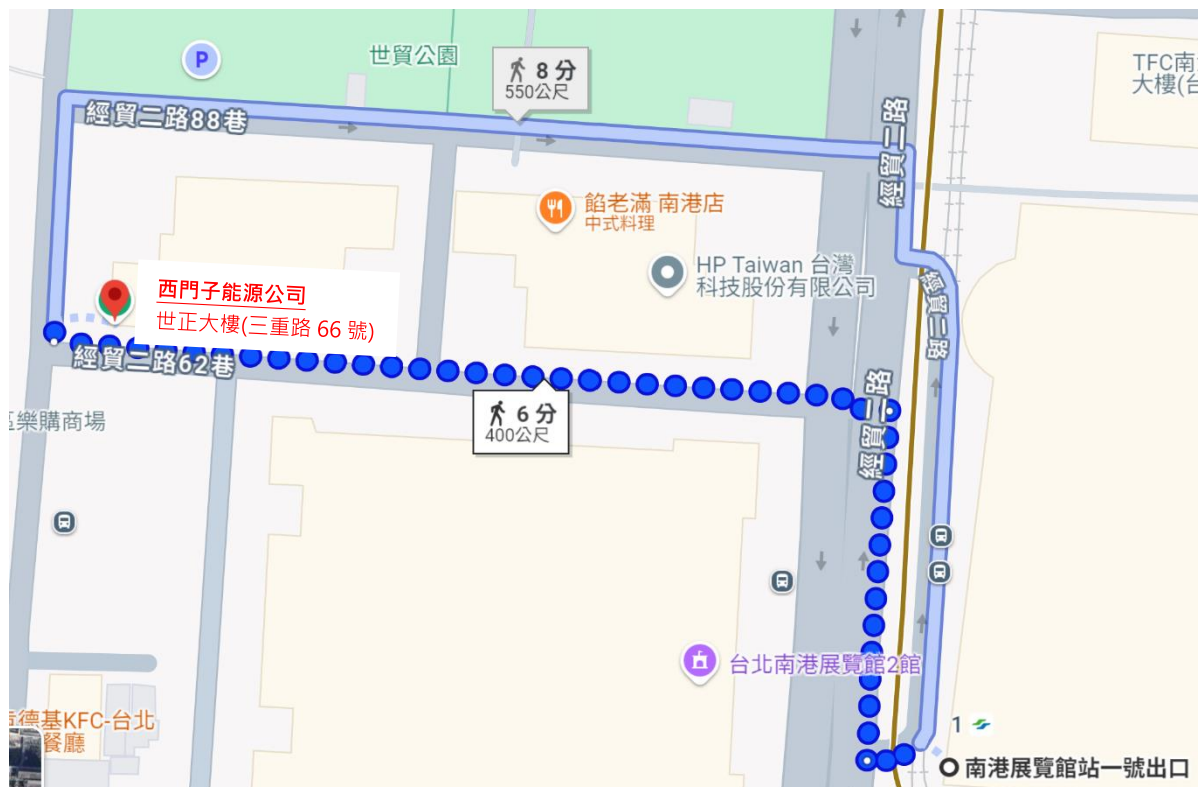 世貿公園
P
8 分
550公尺
TFC南
大樓(台
經貿二路88巷
經貿二路
餡老滿 南港店
中式料理
HP Taiwan 台灣
科技股份有限公司
西門子能源公司
世正大樓(三重路 66 號)
經貿二路
經貿二路62巷
經貿二路
6 分
400公尺
樂購商場
台北南港展覽館2館
德基KFC-台北
餐廳
1
南港展覽館站一號出口